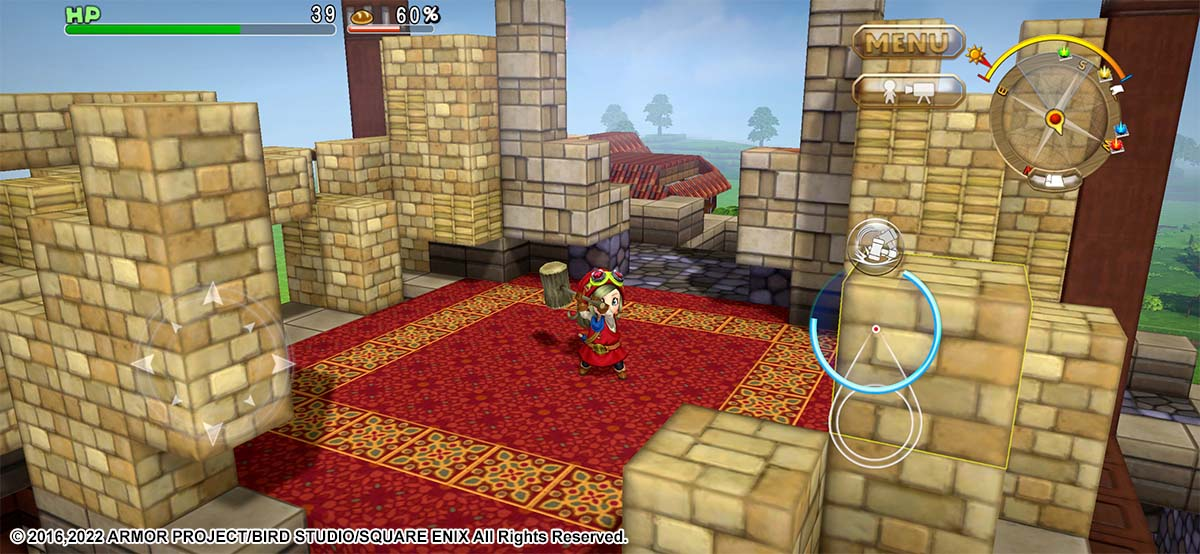 HP 39 60%
MENU
S
E
W
N
© 2016,2022 ARMOR PROJECT/BIRD STUDIO/SQUARE ENIX All Rights Reserved.